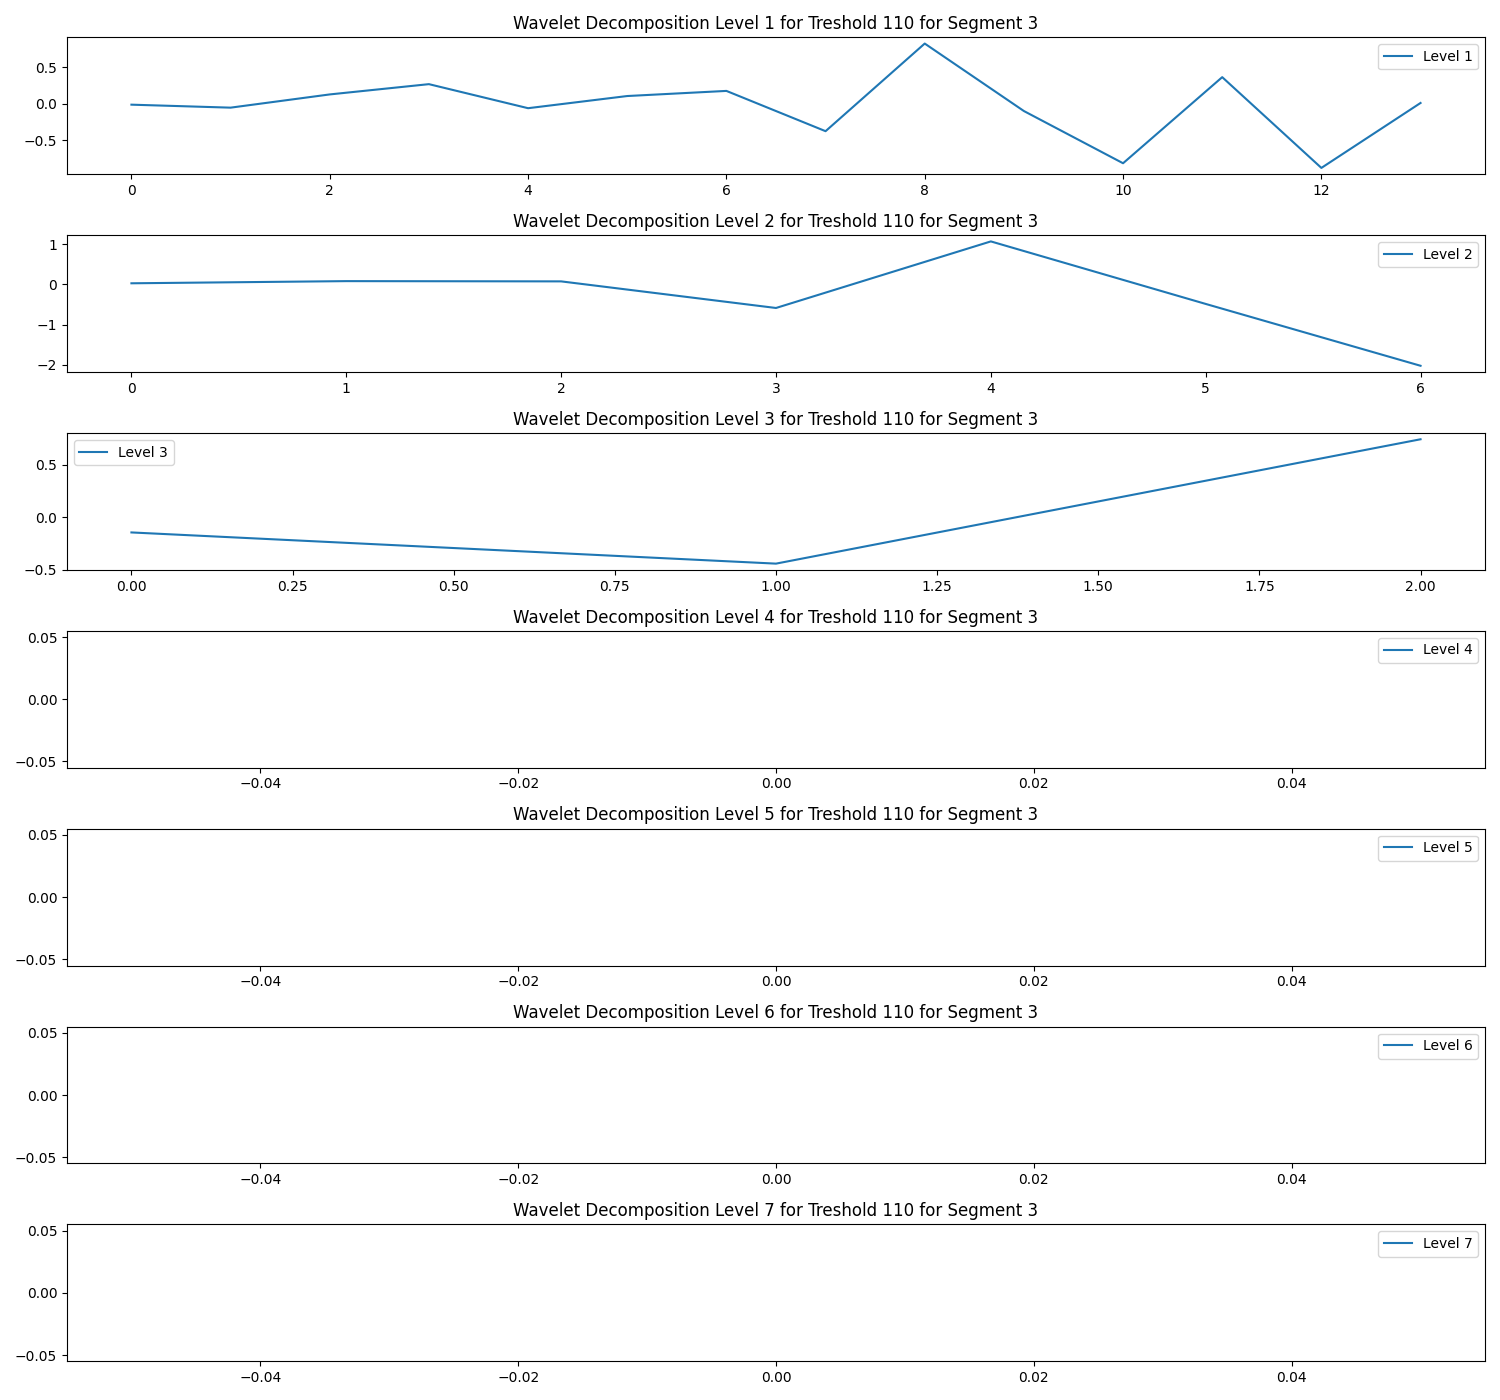 Wavelet Decomposition Level 1 for Treshold 110 for Segment 3
Level 1
0.5
0.0
−0.5
0 2 4 6 8 10 12
Wavelet Decomposition Level 2 for Treshold 110 for Segment 3
Level 2
1
0
−1
−2
0 1 2 3 4 5 6
Wavelet Decomposition Level 3 for Treshold 110 for Segment 3
Level 3
0.5
0.0
−0.5
0.00 0.25 0.50 0.75 1.00 1.25 1.50 1.75 2.00
Wavelet Decomposition Level 4 for Treshold 110 for Segment 3
0.05
Level 4
0.00
−0.05
−0.04 −0.02 0.00 0.02 0.04
Wavelet Decomposition Level 5 for Treshold 110 for Segment 3
0.05
Level 5
0.00
−0.05
−0.04 −0.02 0.00 0.02 0.04
Wavelet Decomposition Level 6 for Treshold 110 for Segment 3
0.05
Level 6
0.00
−0.05
−0.04 −0.02 0.00 0.02 0.04
Wavelet Decomposition Level 7 for Treshold 110 for Segment 3
0.05
Level 7
0.00
−0.05
−0.04 −0.02 0.00 0.02 0.04